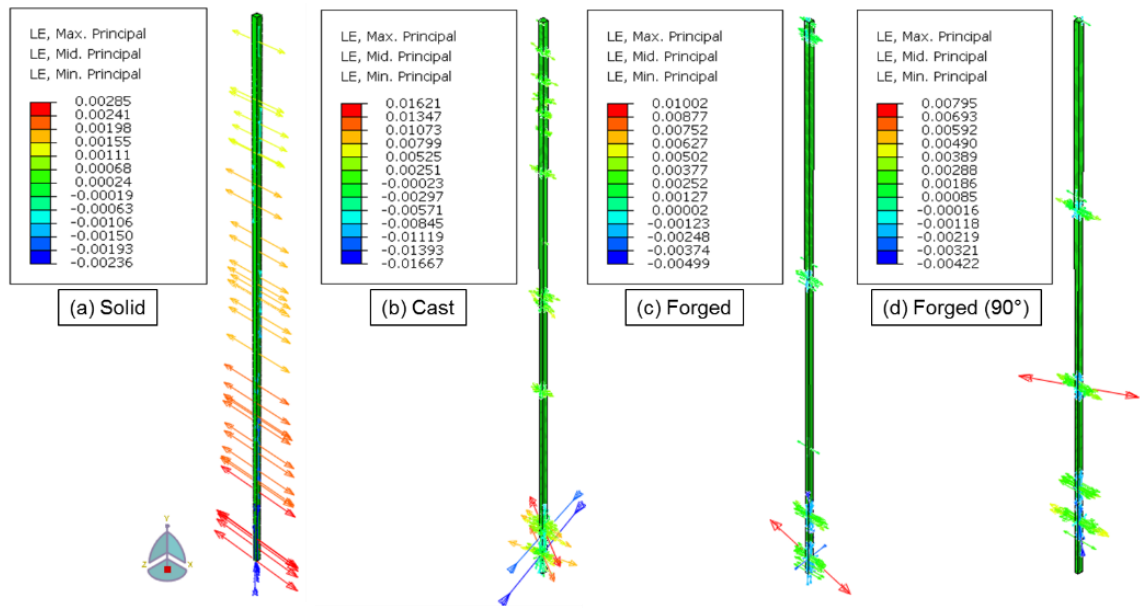 LE, Max. Principal
LE, Mid. Principal
LE, Min. Principal
0.00285
0.00241
0.00198
0.00155
0.00111
0.00068
0.00024
-0.00019
-0.00063
-0.00106
-0.00150
-0.00193
-0.00236
(a) Solid
LE, Max. Principal
LE, Mid. Principal
LE, Min. Principal
0.01621
0.01347
0.01073
0.00799
0.00525
0.00251
-0.00023
-0.00297
-0.00571
-0.00845
-0.01119
-0.01393
-0.01667
(b) Cast
LE, Max. Principal
LE, Mid. Principal
LE, Min. Principal
0.01002
0.00877
0.00752
0.00627
0.00502
0.00377
0.00252
0.00127
0.00002
-0.00123
-0.00248
-0.00374
-0.00499
(c) Forged
LE, Max. Principal
LE, Mid. Principal
LE, Min. Principal
0.00795
0.00693
0.00592
0.00490
0.00389
0.00288
0.00186
0.00085
-0.00016
-0.00118
-0.00219
-0.00321
-0.00422
(d) Forged (90°)
Y
Z
X